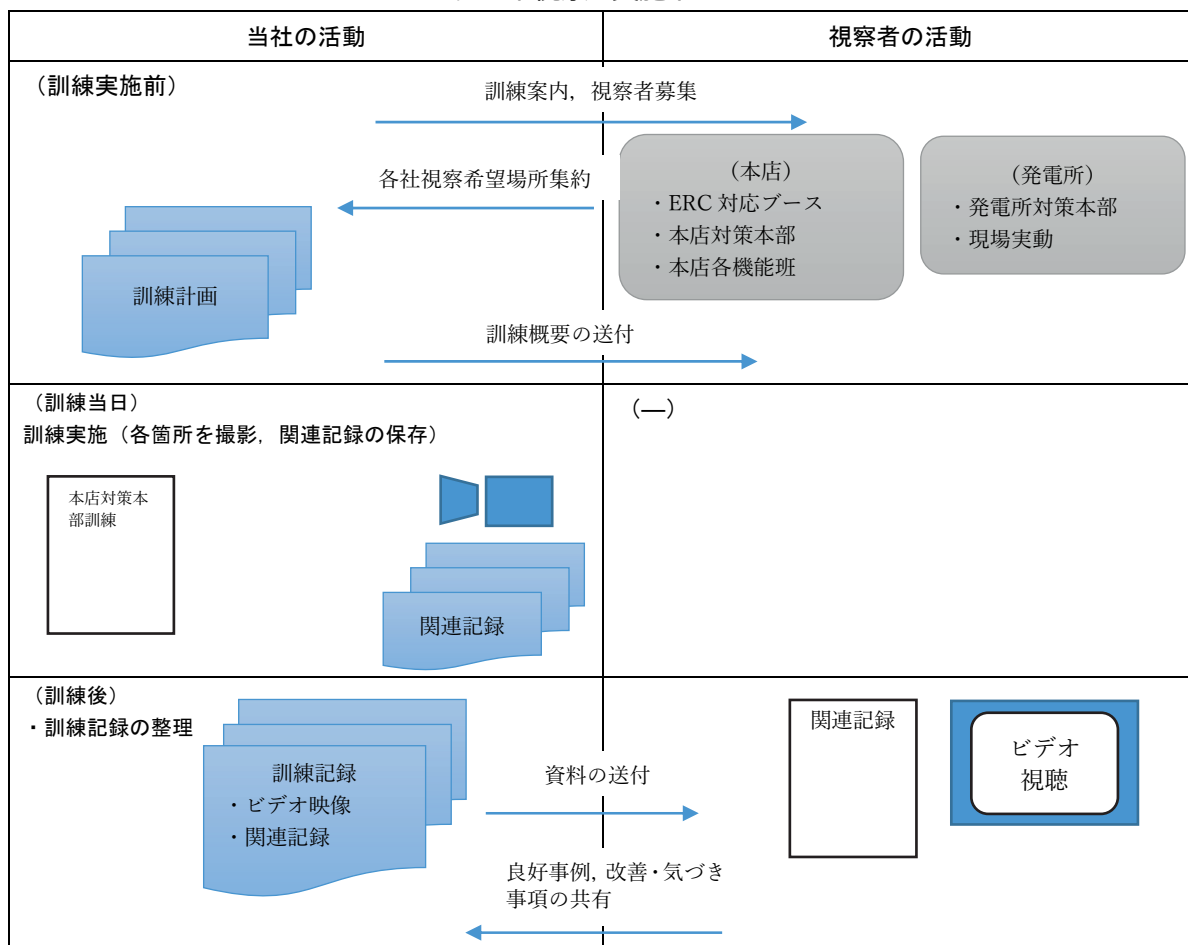 当社の活動
視察者の活動
（訓練実施前）
訓練案内，視察者募集
各社視察希望場所集約
（本店）
・ERC 対応ブース
・本店対策本部
・本店各機能班
（発電所）
・発電所対策本部
・現場実動
訓練計画
訓練概要の送付
（訓練当日）
訓練実施（各箇所を撮影，関連記録の保存）
（―）
本店対策本
部訓練
関連記録
（訓練後）
・訓練記録の整理
訓練記録
・ビデオ映像
・関連記録
資料の送付
関連記録
ビデオ
視聴
良好事例，改善・気づき
事項の共有